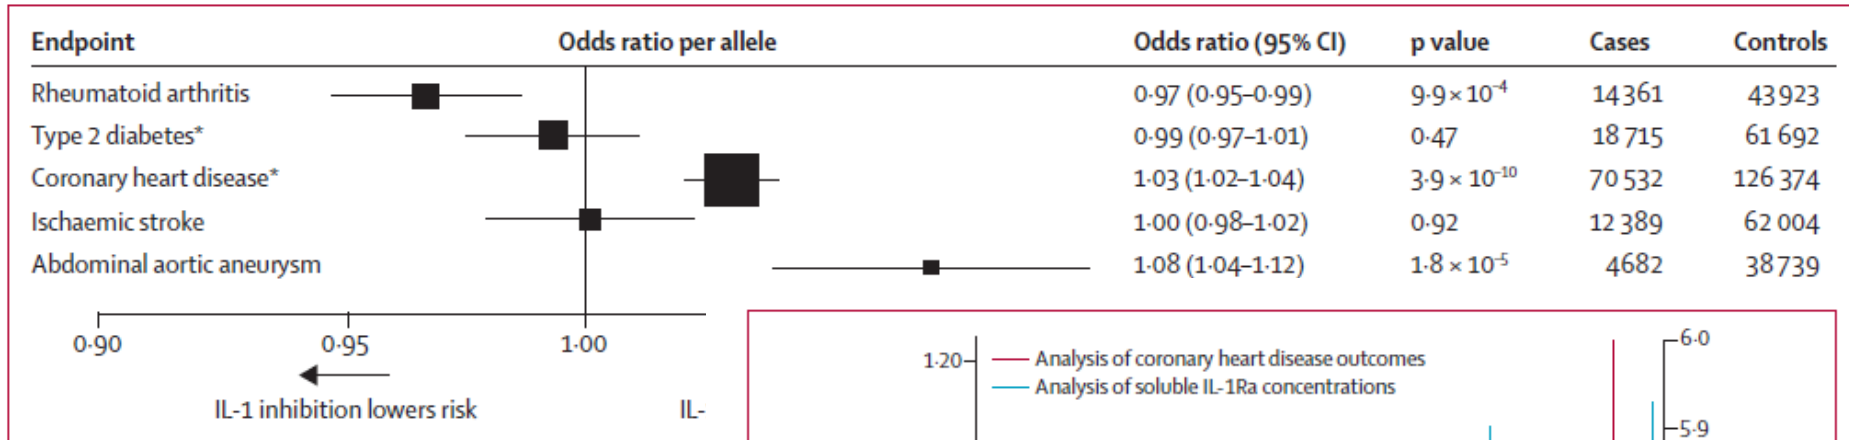 Endpoint Odds ratio per allele Odds ratio (95% CI) p value Cases Controls
Rheumatoid arthritis 0·97 (0·95–0·99) 9·9 × 10⁻⁴ 14 361 43 923
Type 2 diabetes* 0·99 (0·97–1·01) 0·47 18 715 61 692
Coronary heart disease* 1·03 (1·02–1·04) 3·9 × 10⁻¹⁰ 70 532 126 374
Ischaemic stroke 1·00 (0·98–1·02) 0·92 12 389 62 004
Abdominal aortic aneurysm 1·08 (1·04–1·12) 1·8 × 10⁻⁵ 4682 38 739
0·90 0·95 1·00
IL-1 inhibition lowers risk IL-
1·20 Analysis of coronary heart disease outcomes 6·0
Analysis of soluble IL-1Ra concentrations
5·9